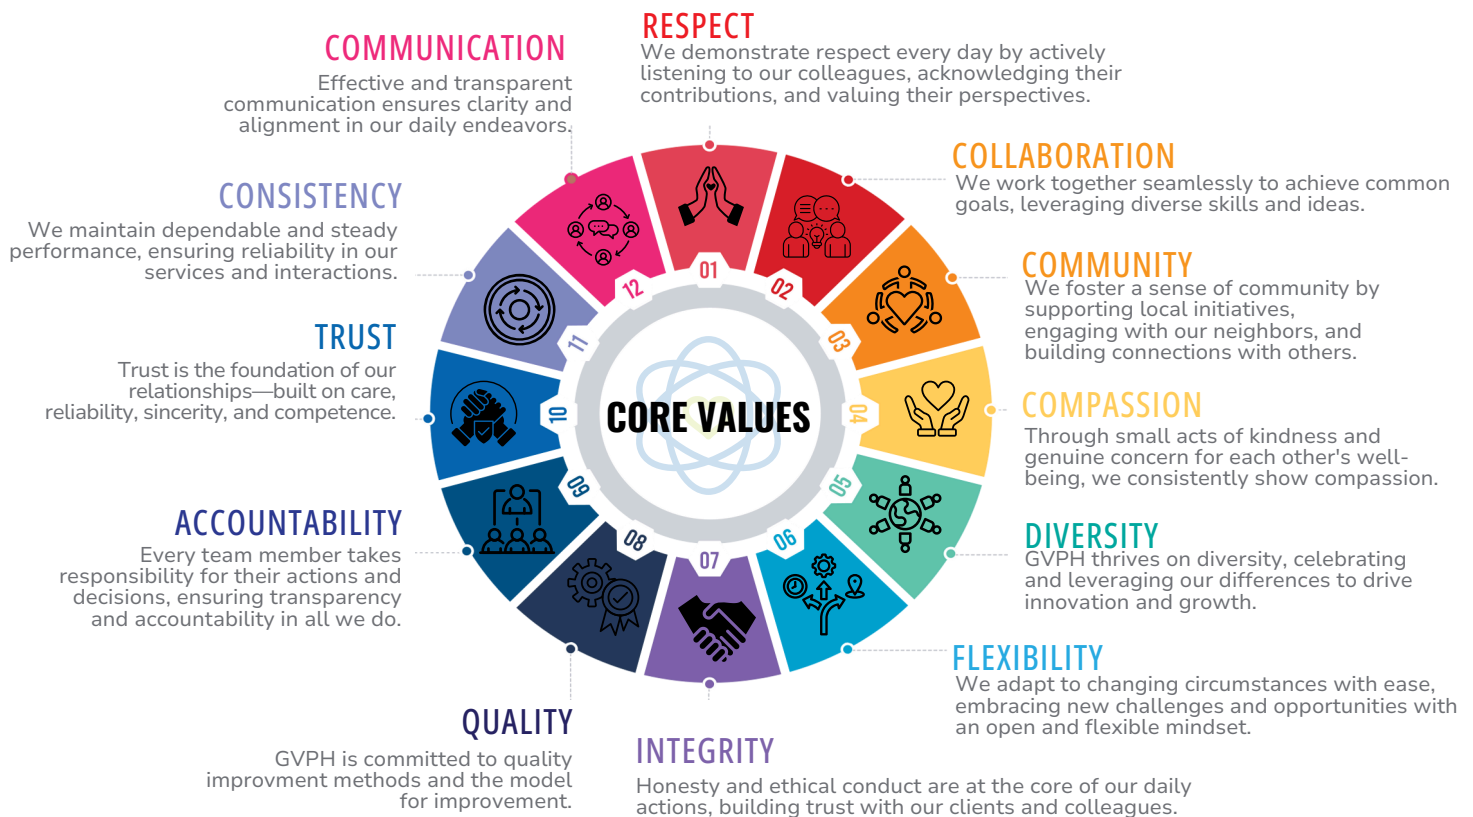 RESPECT
We demonstrate respect every day by actively
listening to our colleagues, acknowledging their
contributions, and valuing their perspectives.
COLLABORATION
We work together seamlessly to achieve common
goals, leveraging diverse skills and ideas.
COMMUNITY
We foster a sense of community by
supporting local initiatives,
engaging with our neighbors, and
building connections with others.
COMPASSION
Through small acts of kindness and
genuine concern for each other's well-
being, we consistently show compassion.
DIVERSITY
GVPH thrives on diversity, celebrating
and leveraging our differences to drive
innovation and growth.
FLEXIBILITY
We adapt to changing circumstances with ease,
embracing new challenges and opportunities with
an open and flexible mindset.
INTEGRITY
Honesty and ethical conduct are at the core of our daily
actions, building trust with our clients and colleagues.
QUALITY
GVPH is committed to quality
improvment methods and the model
for improvement.
ACCOUNTABILITY
Every team member takes
responsibility for their actions and
decisions, ensuring transparency
and accountability in all we do.
TRUST
Trust is the foundation of our
relationships—built on care,
reliability, sincerity, and competence.
CONSISTENCY
We maintain dependable and steady
performance, ensuring reliability in our
services and interactions.
COMMUNICATION
Effective and transparent
communication ensures clarity and
alignment in our daily endeavors.
01
02
03
04
05
06
07
08
09
10
11
12
CORE VALUES